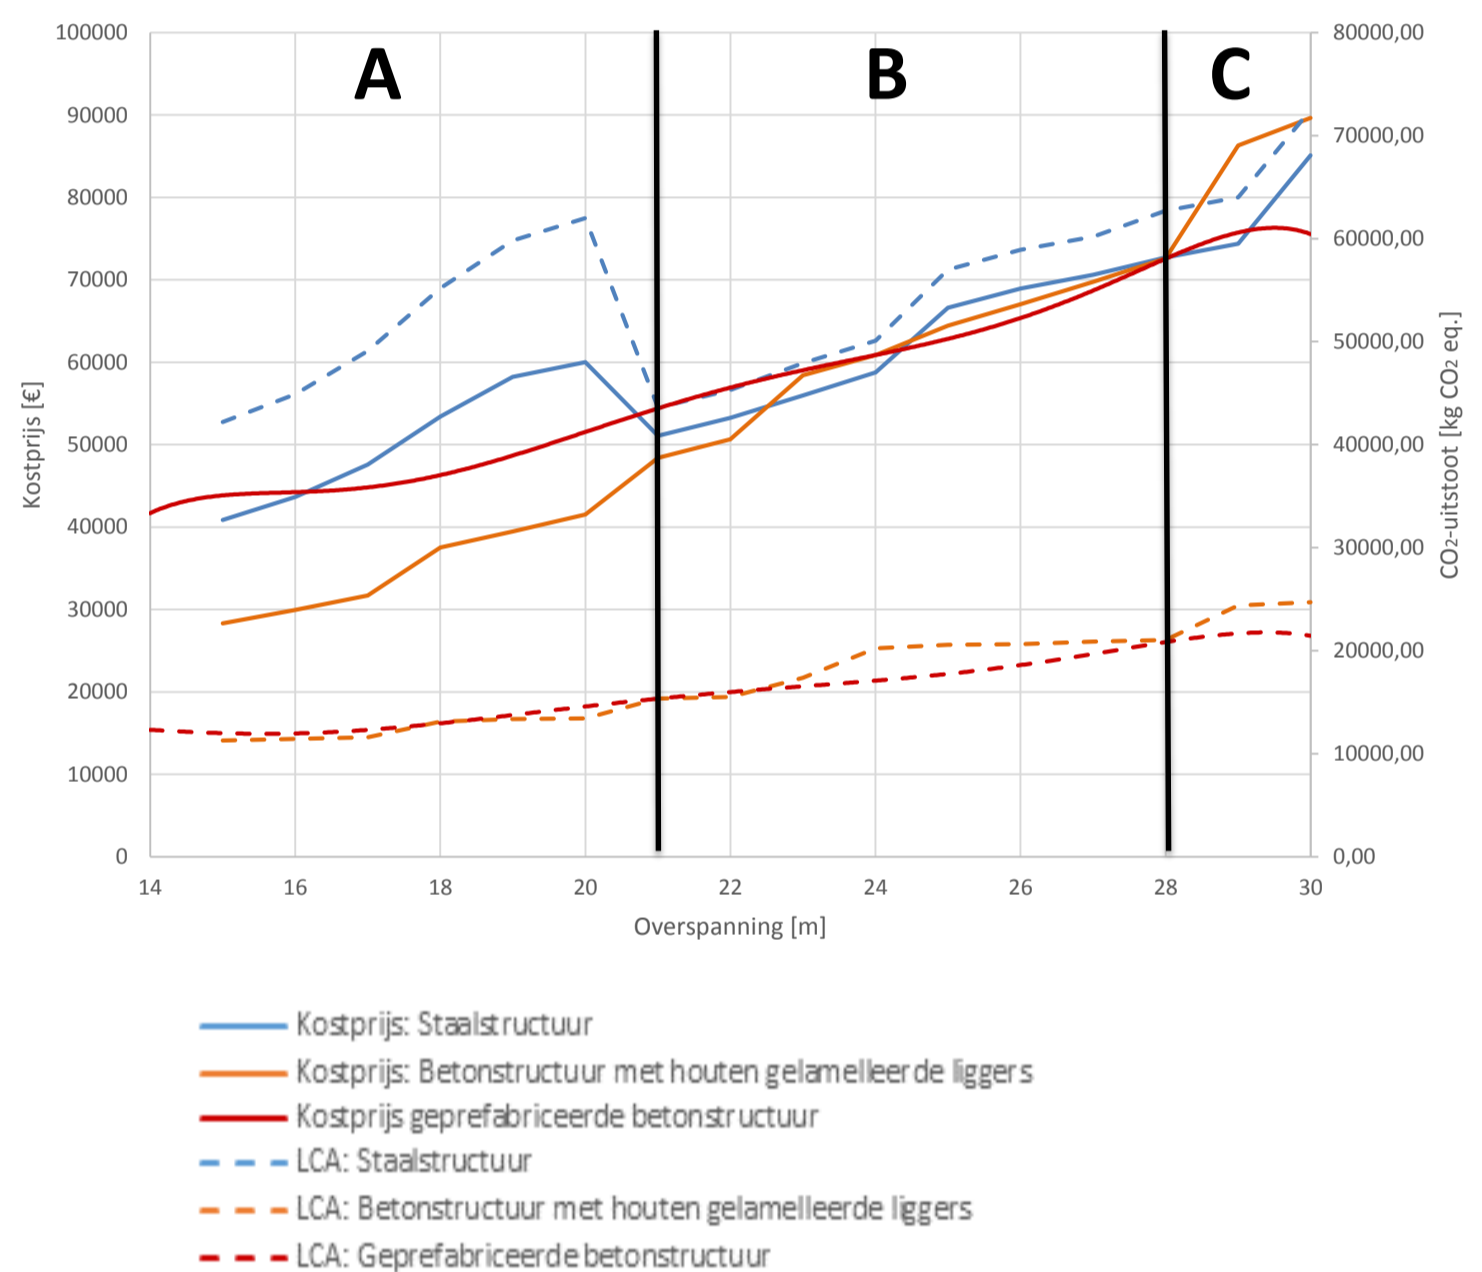 100000
90000
80000
70000
60000
50000
40000
30000
20000
10000
0
Kostprijs [€]
A
B
C
80000,00
70000,00
60000,00
50000,00
40000,00
30000,00
20000,00
10000,00
0,00
CO2-uitstoot [kg CO2 eq.]
14 16 18 20 22 24 26 28 30
Overspanning [m]
Kostprijs: Staalstructuur
Kostprijs: Betonstructuur met houten gelamelleerde liggers
Kostprijs geprefabriceerde betonstructuur
LCA: Staalstructuur
LCA: Betonstructuur met houten gelamelleerde liggers
LCA: Geprefabriceerde betonstructuur